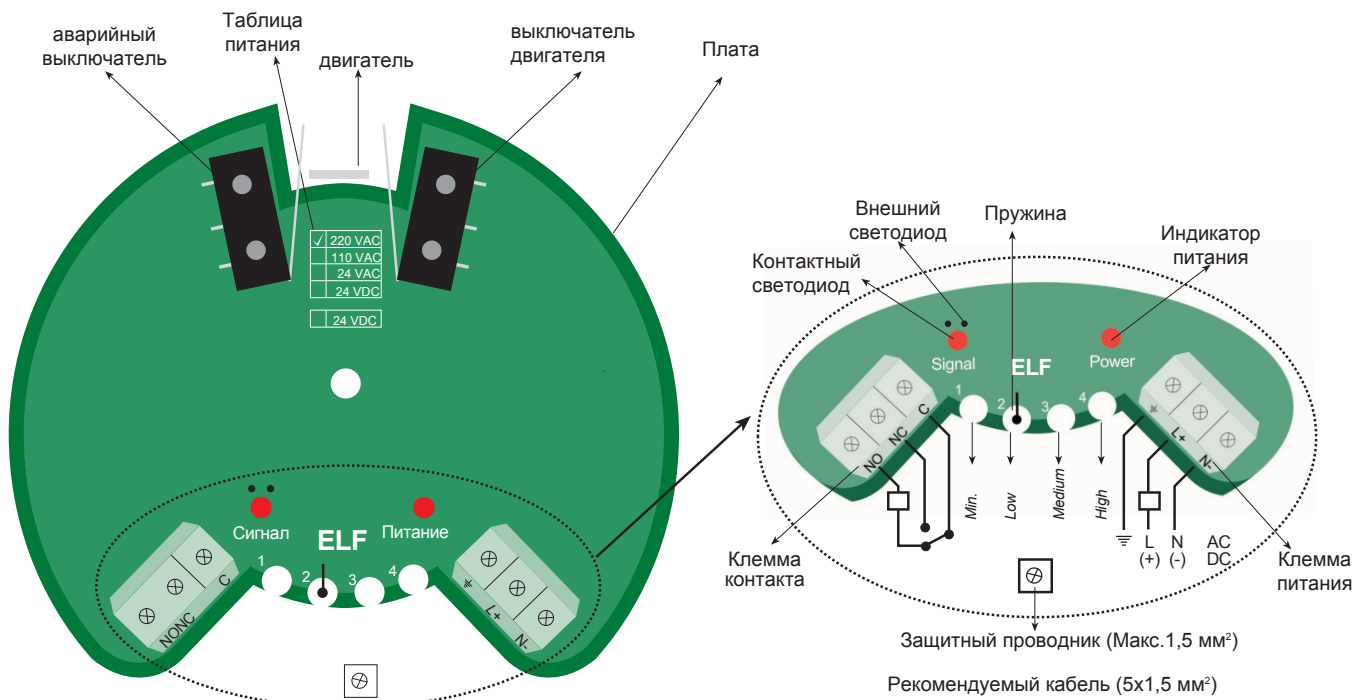 аварийный
выключатель
Таблица
питания
двигатель
выключатель
двигателя
Плата
✓ 220 VAC
110 VAC
24 VAC
24 VDC
24 VDC
Сигнал
ELF
Питание
1
2
3
4
C
NONC
L+
N-
Внешний
светодиод
Пружина
Контактный
светодиод
Индикатор
питания
Signal
ELF
Power
1
2
3
4
C
NC
NO
L+
N-
Min.
Low
Medium
High
L
(+)
N
(-)
AC
DC
Клемма
контакта
Клемма
питания
Защитный проводник (Макс.1,5 мм²)
Рекомендуемый кабель (5x1,5 мм²)